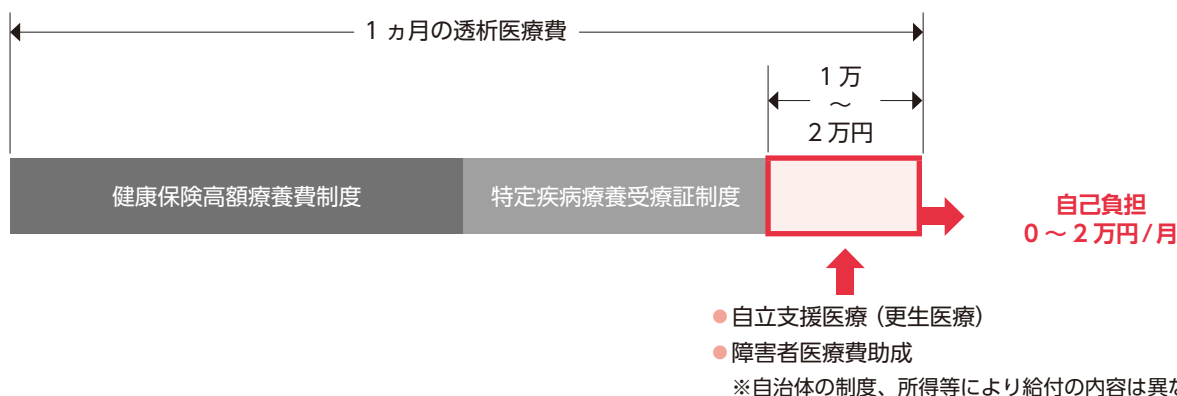 1 ヵ月の透析医療費
1 万
～
2 万円
健康保険高額療養費制度
特定疾病療養受療証制度
自己負担
0 ～ 2 万円 / 月
●自立支援医療（更生医療）
●障害者医療費助成
※自治体の制度、所得等により給付の内容は異な